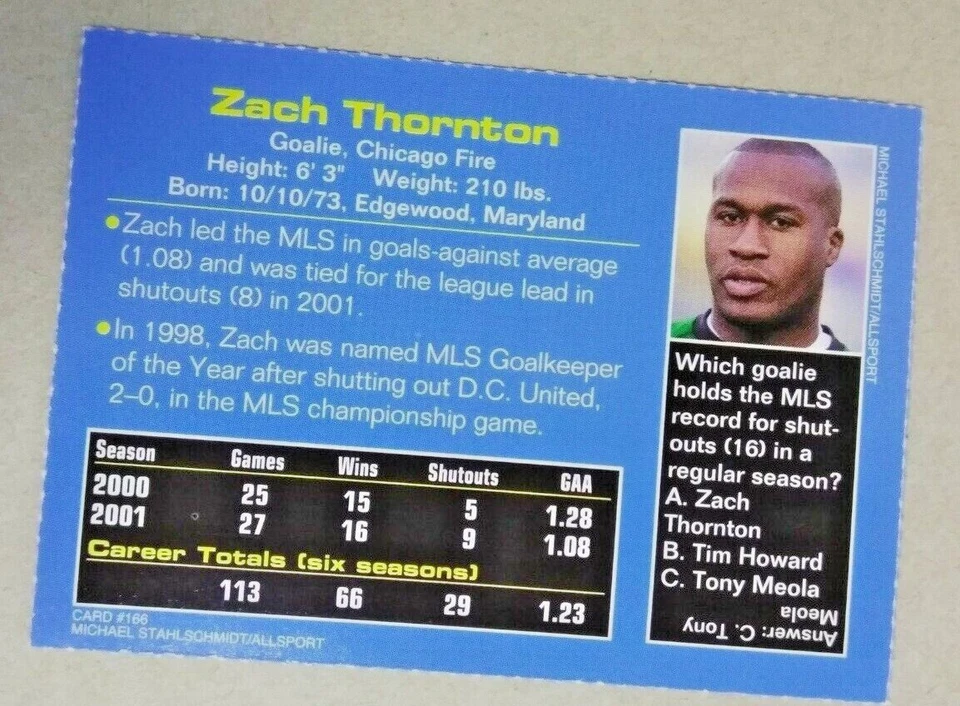 Zach Thornton
Goalie, Chicago Fire
Height: 6' 3" Weight: 210 lbs.
Born: 10/10/73, Edgewood, Maryland
•Zach led the MLS in goals-against average
(1.08) and was tied for the league lead in
shutouts (8) in 2001.
•In 1998, Zach was named MLS Goalkeeper
of the Year after shutting out D.C. United,
2–0, in the MLS championship game.
Season Games Wins Shutouts GAA
2000 25 15 5 1.28
2001 27 16 9 1.08
Career Totals (six seasons)
113 66 29 1.23
CARD #166
MICHAEL STAHLSCHMIDT/ALLSPORT
MICHAEL STAHLSCHMIDT/ALLSPORT
Which goalie
holds the MLS
record for shut-
outs (16) in a
regular season?
A. Zach
Thornton
B. Tim Howard
C. Tony Meola
Answer: C. Tony
Meola